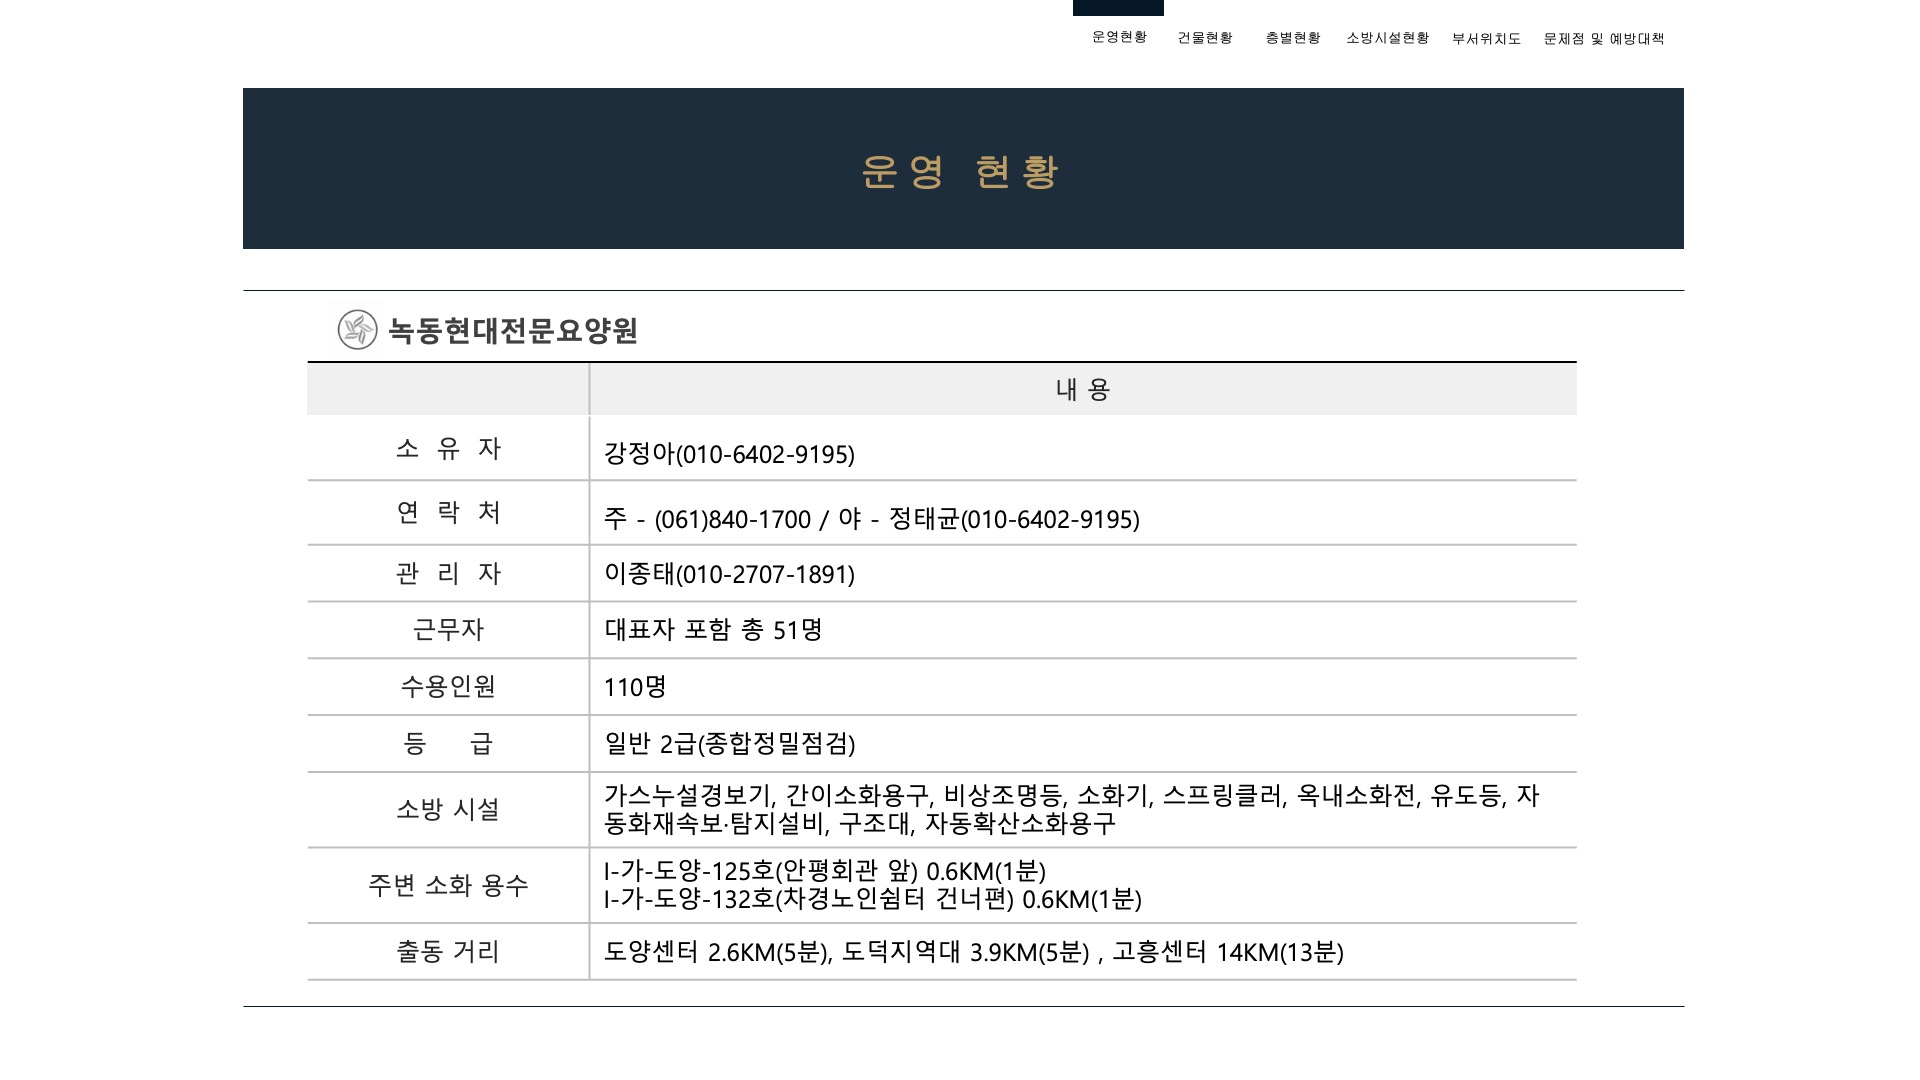 운영현황 건물현황 층별현황 소방시설현황 부서위치도 문제점 및 예방대책
운영 현황
녹동현대전문요양원
내 용
소 유 자 강정아(010-6402-9195)
연 락 처 주 - (061)840-1700 / 야 - 정태균(010-6402-9195)
관 리 자 이종태(010-2707-1891)
근무자 대표자 포함 총 51명
수용인원 110명
등 급 일반 2급(종합정밀점검)
소방 시설 가스누설경보기, 간이소화용구, 비상조명등, 소화기, 스프링클러, 옥내소화전, 유도등, 자
동화재속보·탐지설비, 구조대, 자동확산소화용구
주변 소화 용수 I-가-도양-125호(안평회관 앞) 0.6KM(1분)
I-가-도양-132호(차경노인쉼터 건너편) 0.6KM(1분)
출동 거리 도양센터 2.6KM(5분), 도덕지역대 3.9KM(5분) , 고흥센터 14KM(13분)